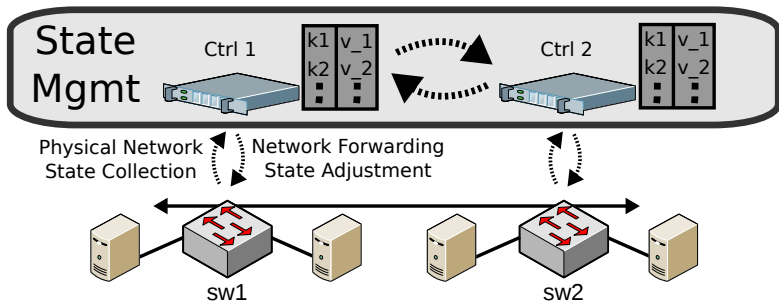 State
Mgmt
Ctrl 1
k1 v_1
k2 v_2
Ctrl 2
k1 v_1
k2 v_2
Physical Network
State Collection
Network Forwarding
State Adjustment
sw1
sw2